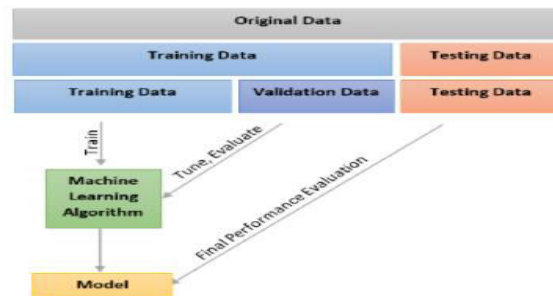 Original Data
Training Data
Testing Data
Training Data
Validation Data
Testing Data
Train
Tune, Evaluate
Final Performance Evaluation
Machine
Learning
Algorithm
Model